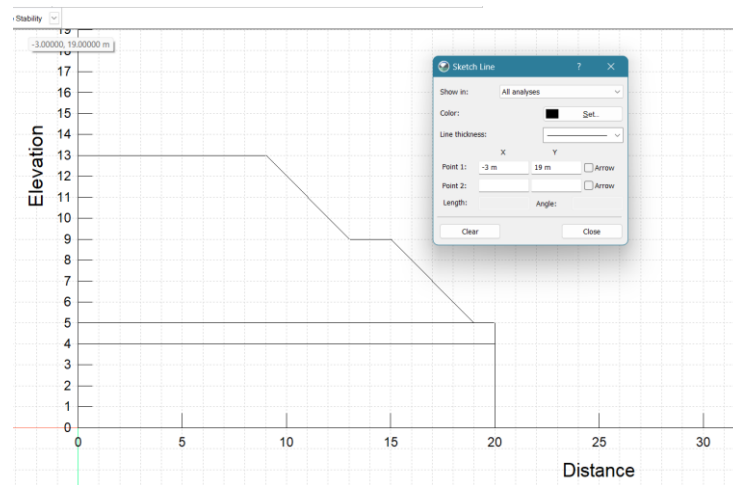 Stability
19
-3.00000, 19.00000 m
18
17
16
15
14
13
12
11
10
9
8
7
6
5
4
3
2
1
0
Elevation
0 5 10 15 20 25 30
Distance
Sketch Line ? ×
Show in: All analyses
Color: Set...
Line thickness:
X Y
Point 1: -3 m 19 m Arrow
Point 2: Arrow
Length: Angle:
Clear Close